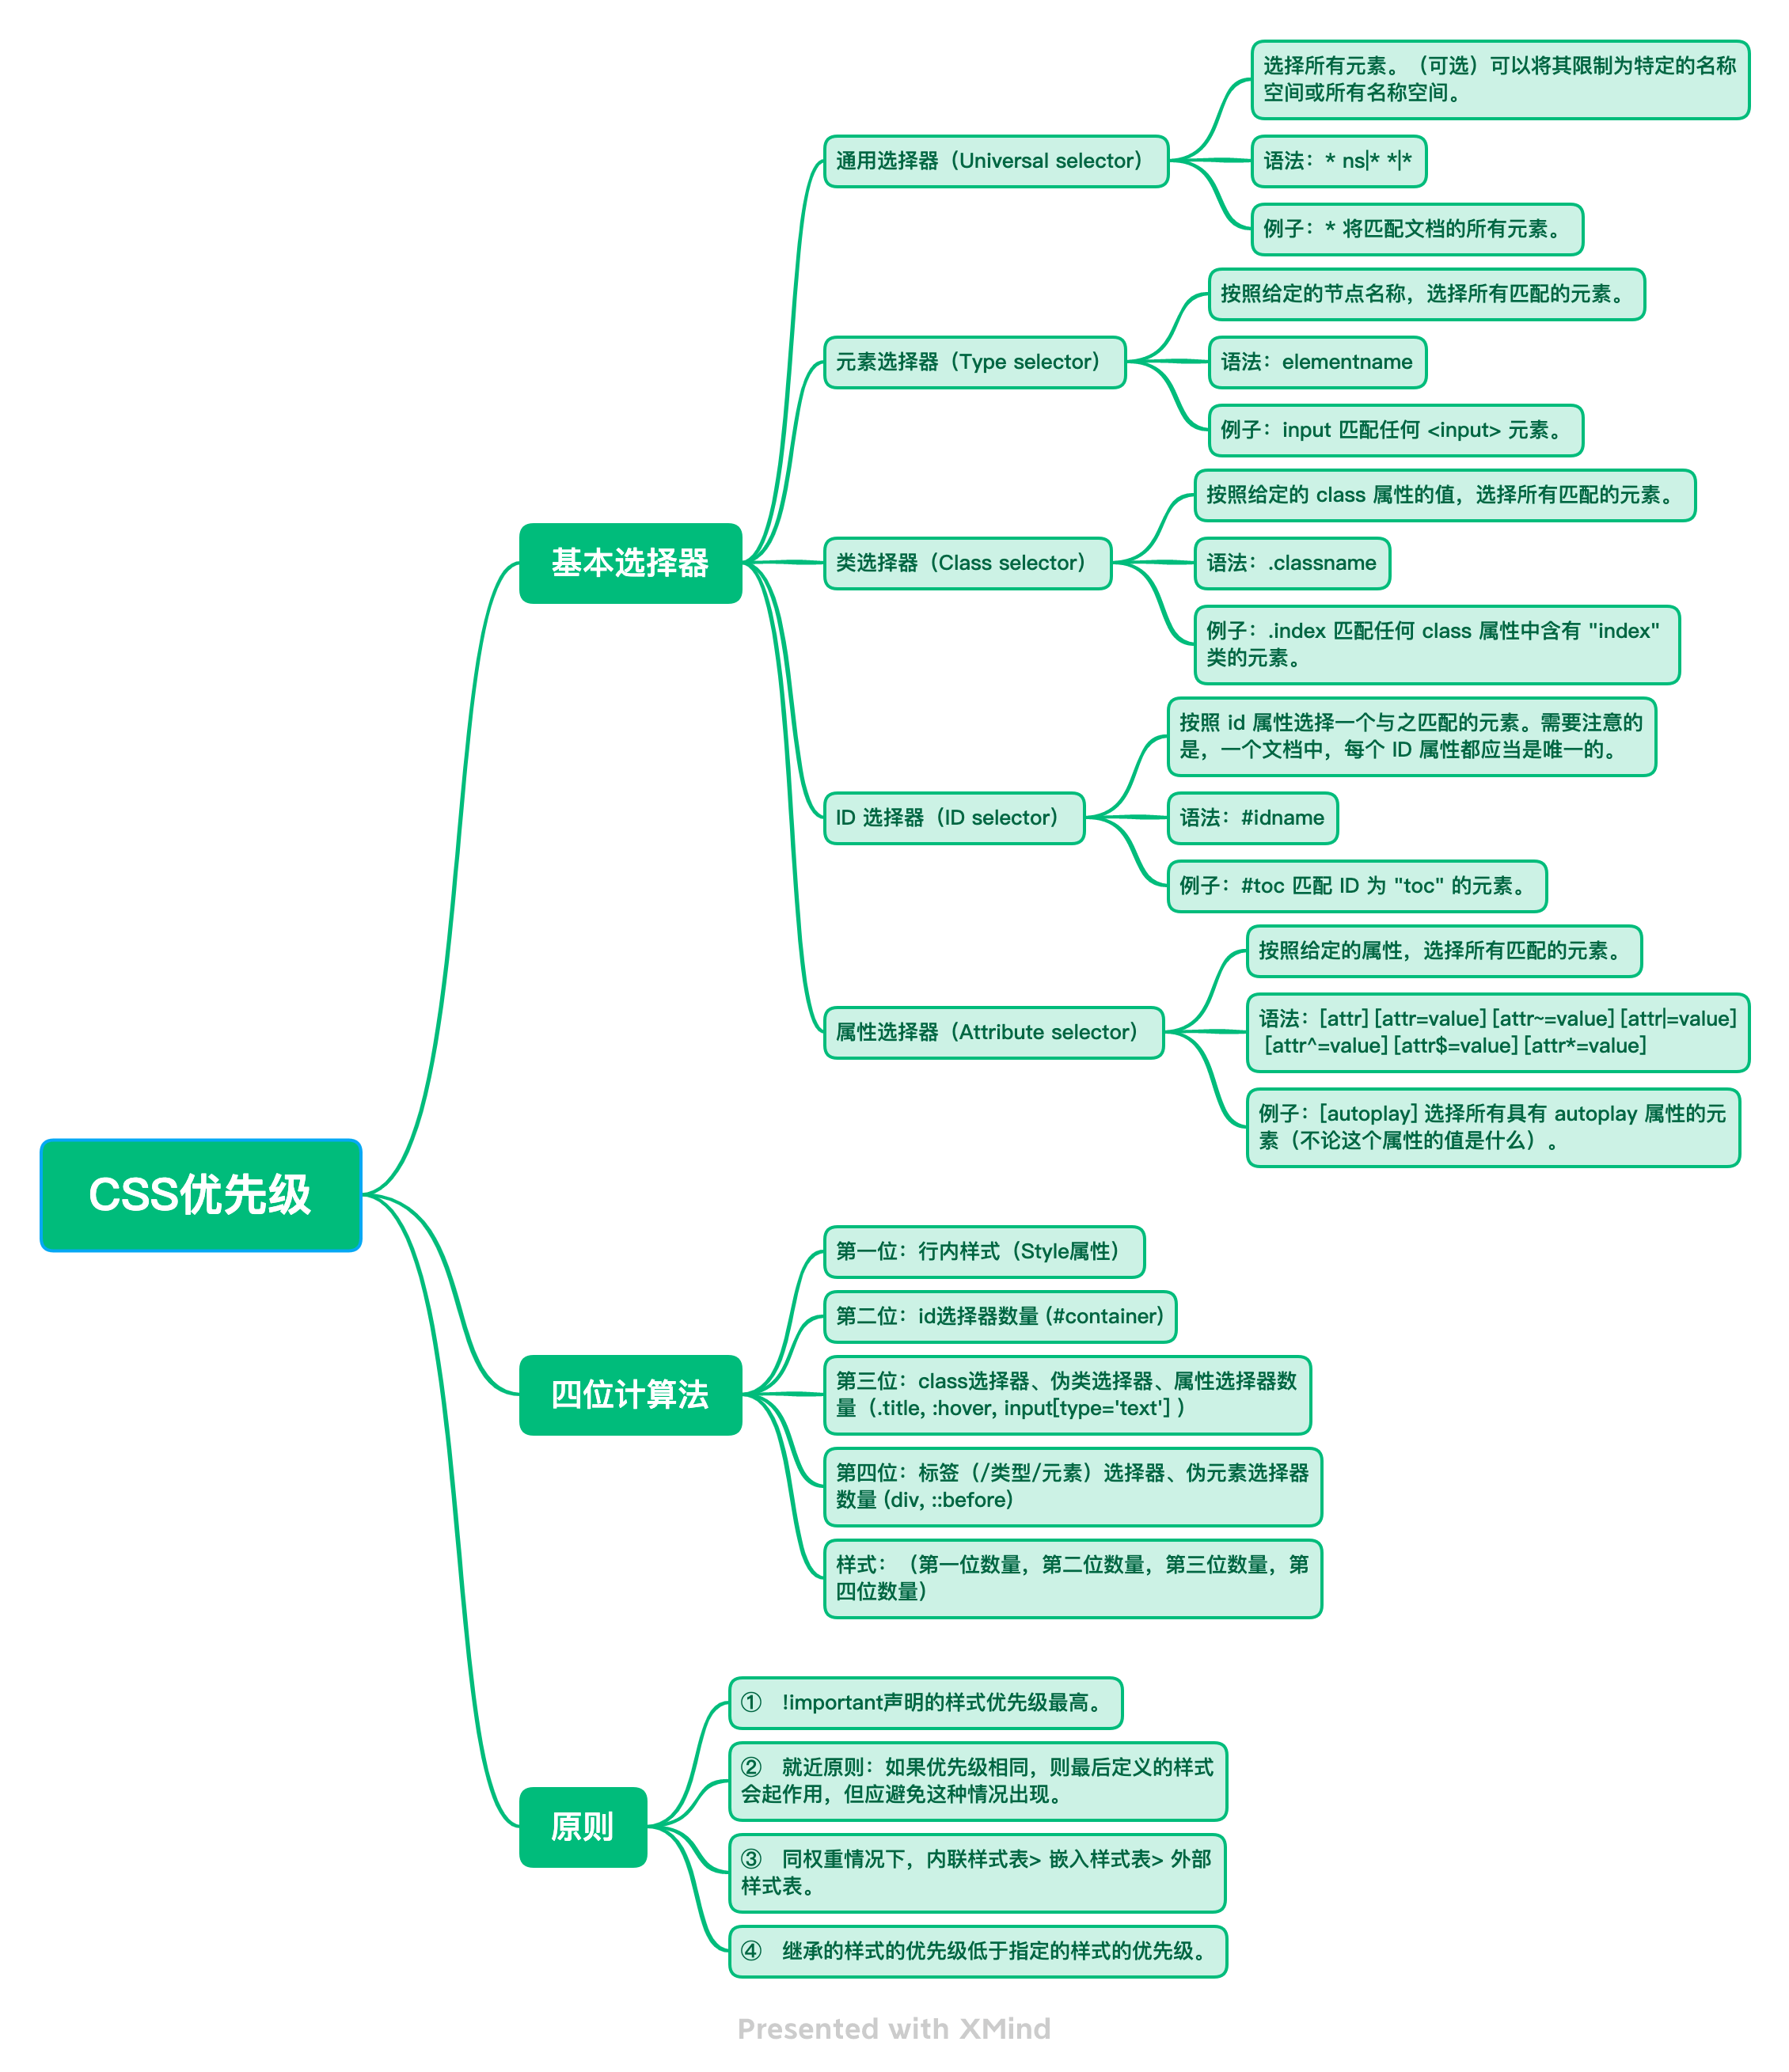 CSS优先级
基本选择器
通用选择器（Universal selector）
选择所有元素。（可选）可以将其限制为特定的名称
空间或所有名称空间。
语法：* ns|* *|*
例子：* 将匹配文档的所有元素。
元素选择器（Type selector）
按照给定的节点名称，选择所有匹配的元素。
语法：elementname
例子：input 匹配任何 <input> 元素。
类选择器（Class selector）
按照给定的 class 属性的值，选择所有匹配的元素。
语法：.classname
例子：.index 匹配任何 class 属性中含有 "index"
类的元素。
ID 选择器（ID selector）
按照 id 属性选择一个与之匹配的元素。需要注意的
是，一个文档中，每个 ID 属性都应当是唯一的。
语法：#idname
例子：#toc 匹配 ID 为 "toc" 的元素。
属性选择器（Attribute selector）
按照给定的属性，选择所有匹配的元素。
语法：[attr] [attr=value] [attr~=value] [attr|=value]
[attr^=value] [attr$=value] [attr*=value]
例子：[autoplay] 选择所有具有 autoplay 属性的元
素（不论这个属性的值是什么）。
四位计算法
第一位：行内样式（Style属性）
第二位：id选择器数量 (#container)
第三位：class选择器、伪类选择器、属性选择器数
量（.title, :hover, input[type='text'] ）
第四位：标签（/类型/元素）选择器、伪元素选择器
数量 (div, ::before)
样式：（第一位数量，第二位数量，第三位数量，第
四位数量）
原则
① !important声明的样式优先级最高。
② 就近原则：如果优先级相同，则最后定义的样式
会起作用，但应避免这种情况出现。
③ 同权重情况下，内联样式表> 嵌入样式表> 外部
样式表。
④ 继承的样式的优先级低于指定的样式的优先级。
Presented with XMind